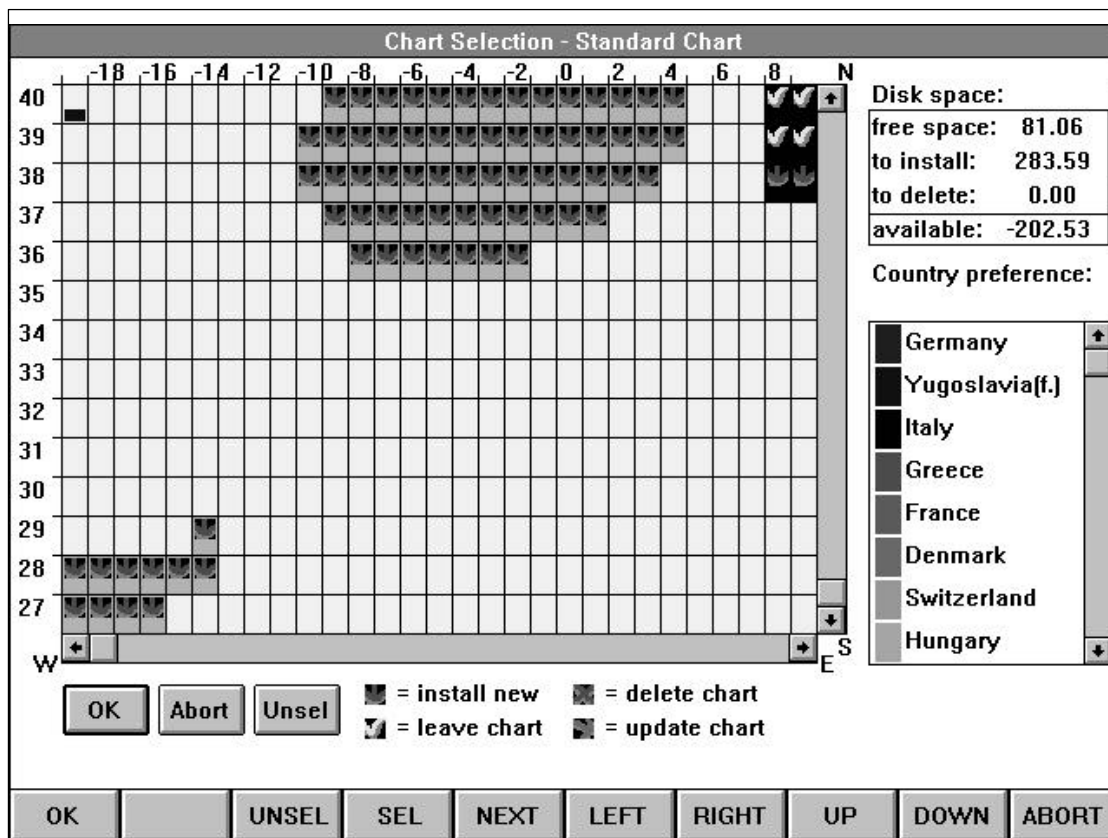 Chart Selection - Standard Chart
-18 -16 -14 -12 -10 -8 -6 -4 -2 0 2 4 6 8 N
40
39
38
37
36
35
34
33
32
31
30
29
28
27
W
E
S
Disk space:
free space: 81.06
to install: 283.59
to delete: 0.00
available: -202.53
Country preference:
Germany
Yugoslavia(f.)
Italy
Greece
France
Denmark
Switzerland
Hungary
OK Abort Unsel
= install new = delete chart
= leave chart = update chart
OK UNSEL SEL NEXT LEFT RIGHT UP DOWN ABORT